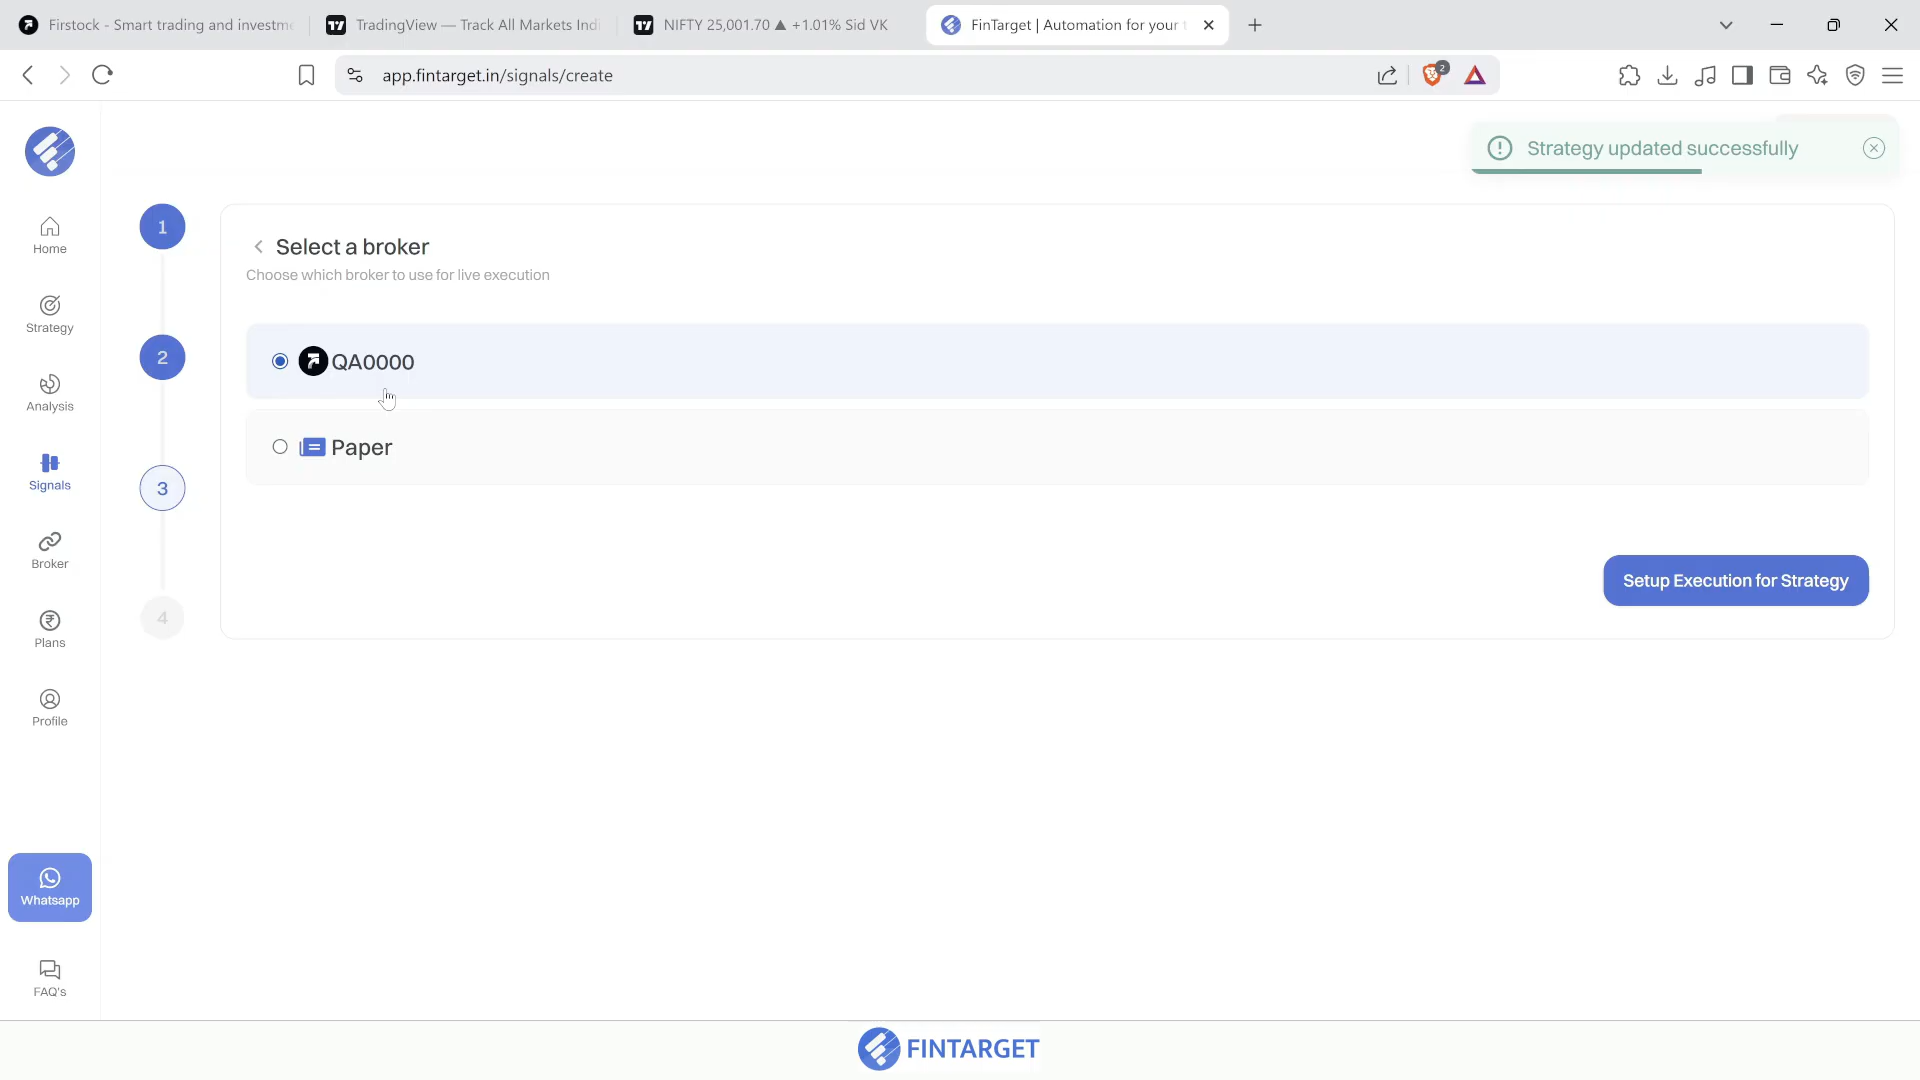 Firstock - Smart trading and investme
TradingView — Track All Markets Indi
NIFTY 25,001.70 ▲ +1.01% Sid VK
FinTarget | Automation for your t
app.fintarget.in/signals/create
2
Strategy updated successfully
Home
Strategy
Analysis
Signals
Broker
Plans
Profile
Whatsapp
FAQ's
1
2
3
4
Select a broker
Choose which broker to use for live execution
QA0000
Paper
Setup Execution for Strategy
FINTARGET